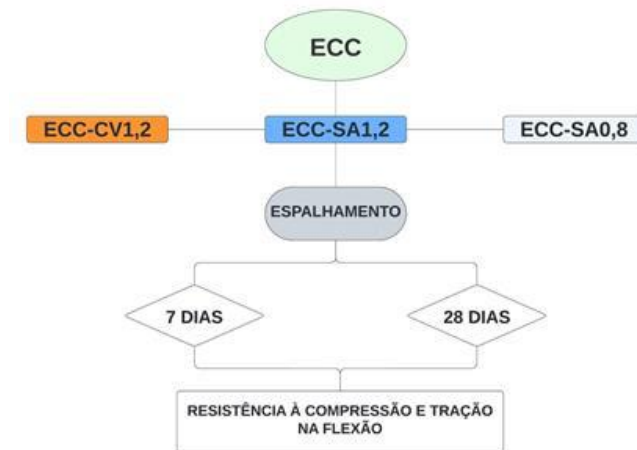 ECC
ECC-CV1,2
ECC-SA1,2
ECC-SA0,8
ESPALHAMENTO
7 DIAS
28 DIAS
RESISTÊNCIA À COMPRESSÃO E TRAÇÃO
NA FLEXÃO